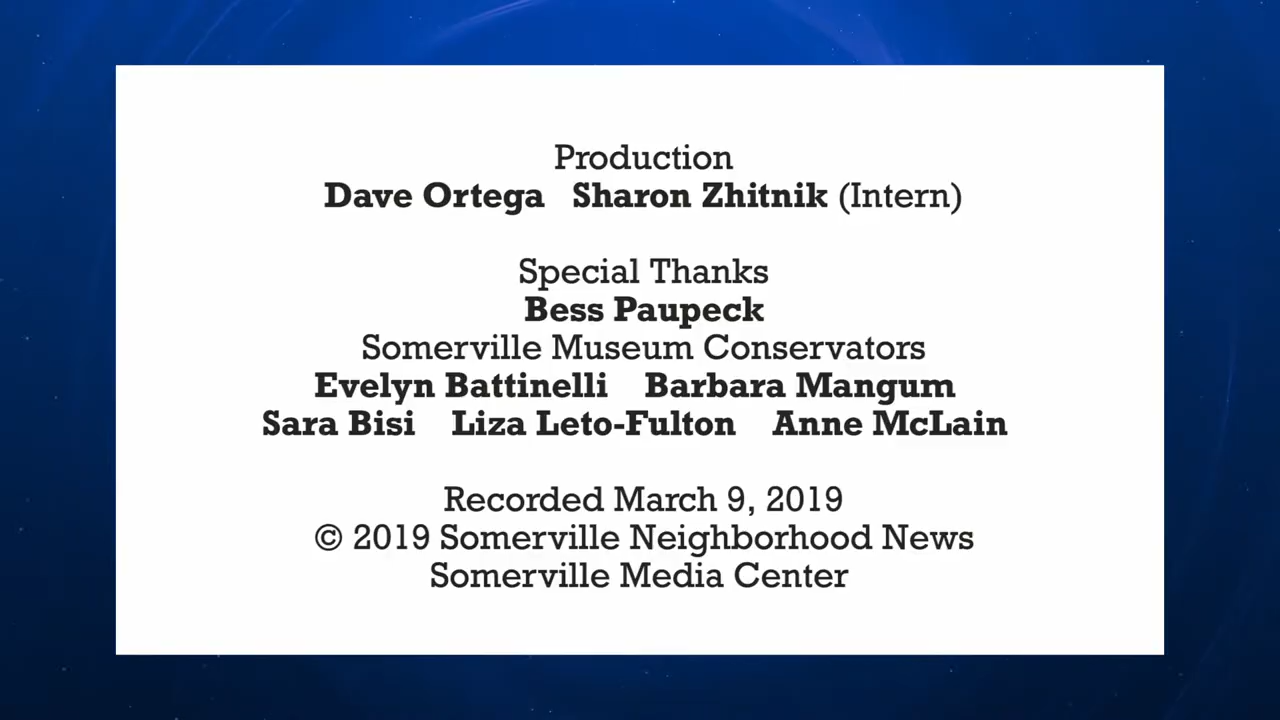 Production
Dave Ortega Sharon Zhitnik (Intern)
Special Thanks
Bess Paupeck
Somerville Museum Conservators
Evelyn Battinelli Barbara Mangum
Sara Bisi Liza Leto-Fulton Anne McLain
Recorded March 9, 2019
© 2019 Somerville Neighborhood News
Somerville Media Center